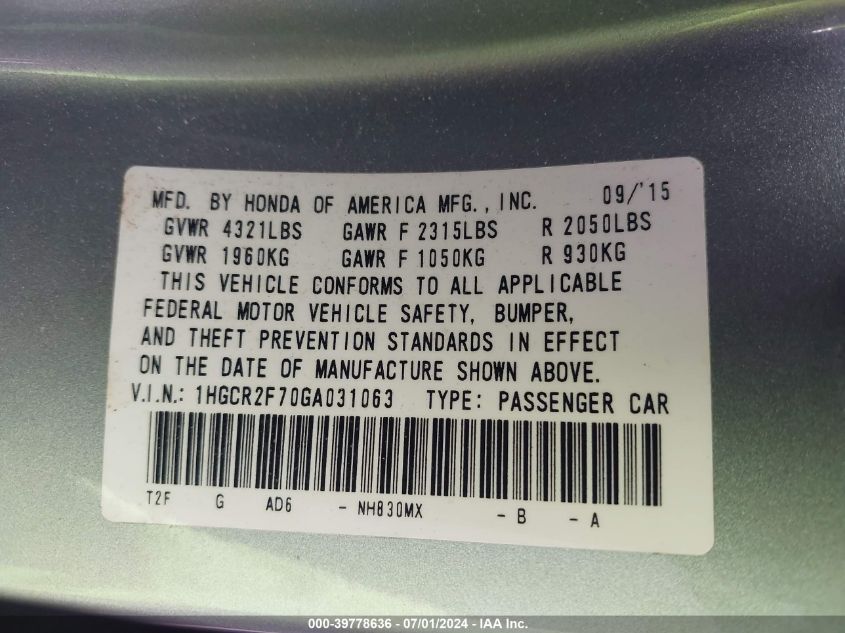 MFD. BY HONDA OF AMERICA MFG., INC. 09/'15
GVWR 4321LBS GAWR F 2315LBS R 2050LBS
GVWR 1960KG GAWR F 1050KG R 930KG
THIS VEHICLE CONFORMS TO ALL APPLICABLE
FEDERAL MOTOR VEHICLE SAFETY, BUMPER,
AND THEFT PREVENTION STANDARDS IN EFFECT
ON THE DATE OF MANUFACTURE SHOWN ABOVE.
V.I.N.: 1HGCR2F70GA031063 TYPE: PASSENGER CAR
T2F G AD6 - NH830MX - B - A
000-39778636 - 07/01/2024 - IAA Inc.